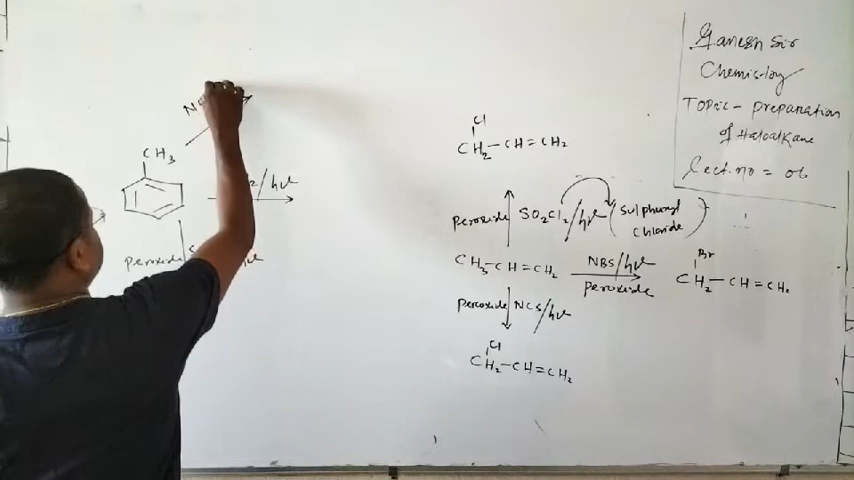 Ganesh Sir
Chemistry
Topic - preparation
of Haloalkane
Lect. no = 06
Cl
CH2-CH=CH2
peroxide SO2Cl2/hν (Sulphuryl
Chloride)
CH3-CH=CH2 NBS/hν
peroxide
Br
CH2-CH=CH2
peroxide NCS/hν
Cl
CH2-CH=CH2
N
CH3
2/hν
peroxide